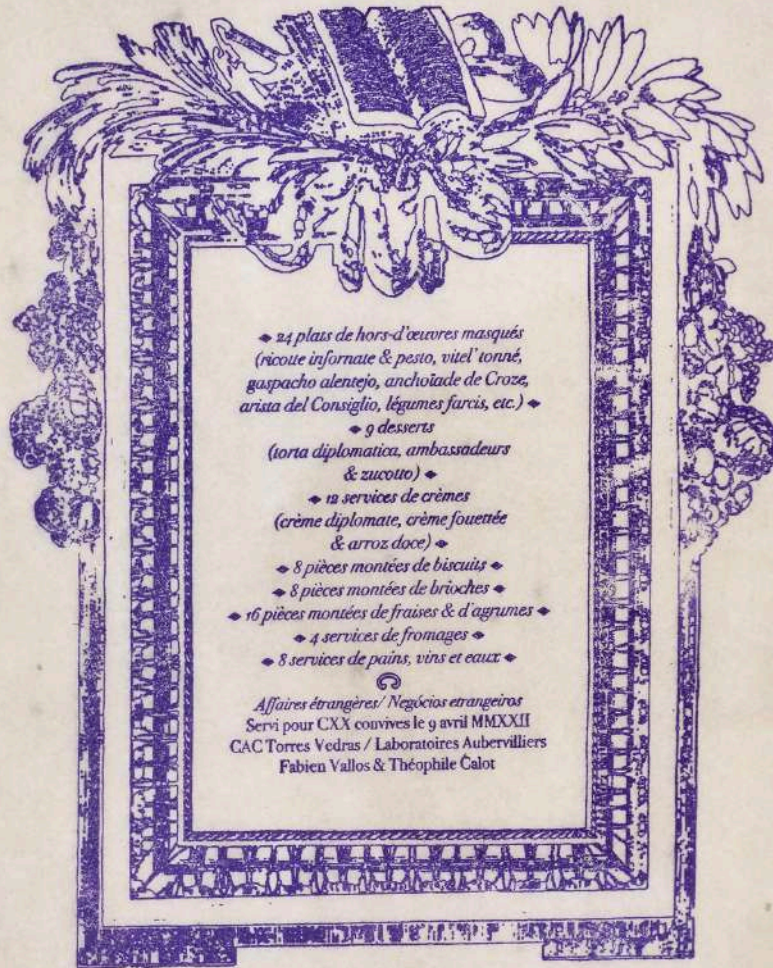 ◆ 24 plats de hors-d'œuvres masqués
(ricotte infornate & pesto, vitel' tonné,
gaspacho alentejo, anchoïade de Croze,
arista del Consiglio, légumes farcis, etc.) ◆
◆ 9 desserts
(torta diplomatica, ambassadeurs
& zucotto) ◆
◆ 12 services de crèmes
(crème diplomate, crème fouettée
& arroz doce) ◆
◆ 8 pièces montées de biscuits ◆
◆ 8 pièces montées de brioches ◆
◆ 16 pièces montées de fraises & d'agrumes ◆
◆ 4 services de fromages ◆
◆ 8 services de pains, vins et eaux ◆
Affaires étrangères/ Negócios etrangeiros
Servi pour CXX convives le 9 avril MMXXII
CAC Torres Vedras / Laboratoires Aubervilliers
Fabien Vallos & Théophile Calot